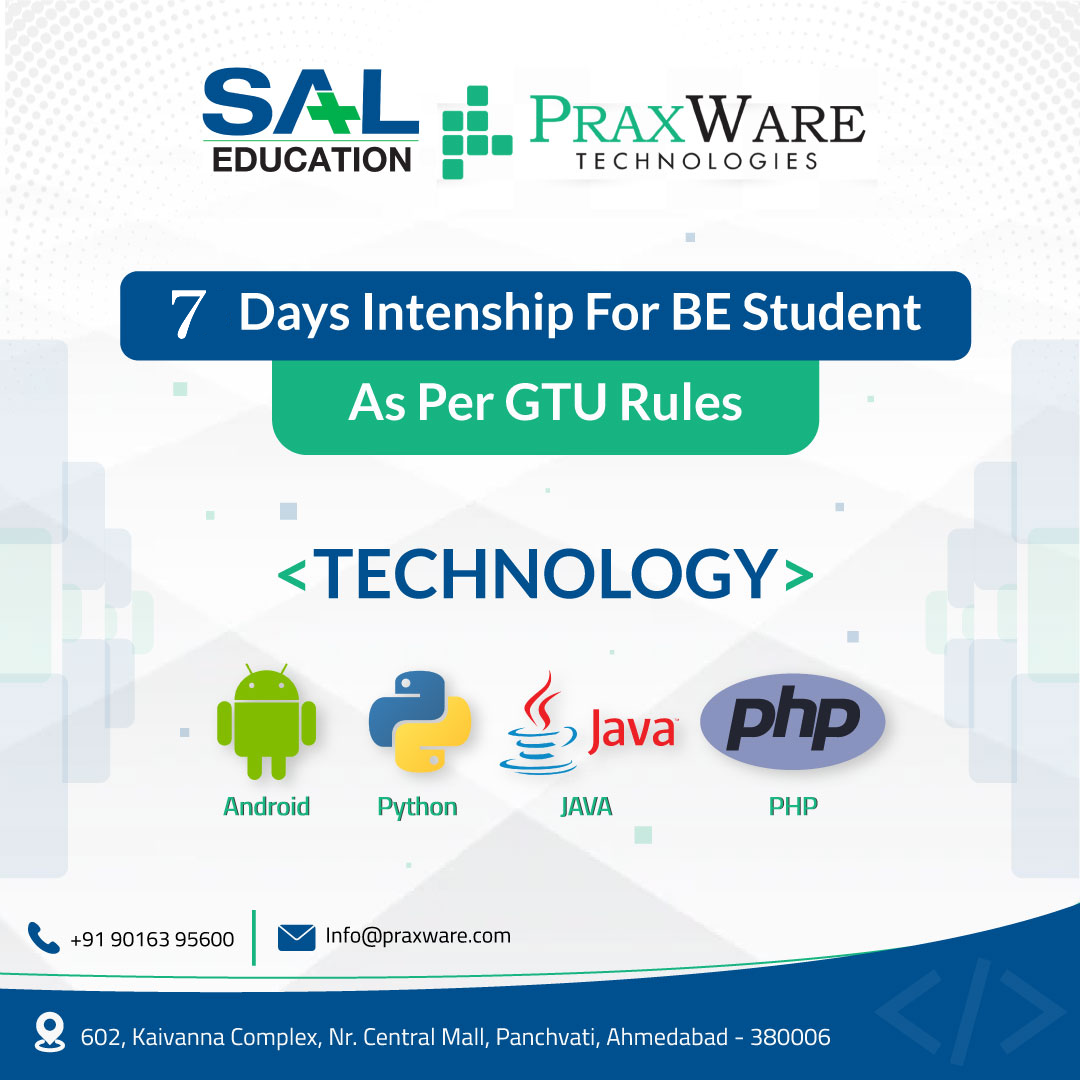 SAL
EDUCATION
PRAXWARE
TECHNOLOGIES
7 Days Intenship For BE Student
As Per GTU Rules
<TECHNOLOGY>
Java™
php
Android
Python
JAVA
PHP
+91 90163 95600
Info@praxware.com
</>
602, Kaivanna Complex, Nr. Central Mall, Panchvati, Ahmedabad - 380006